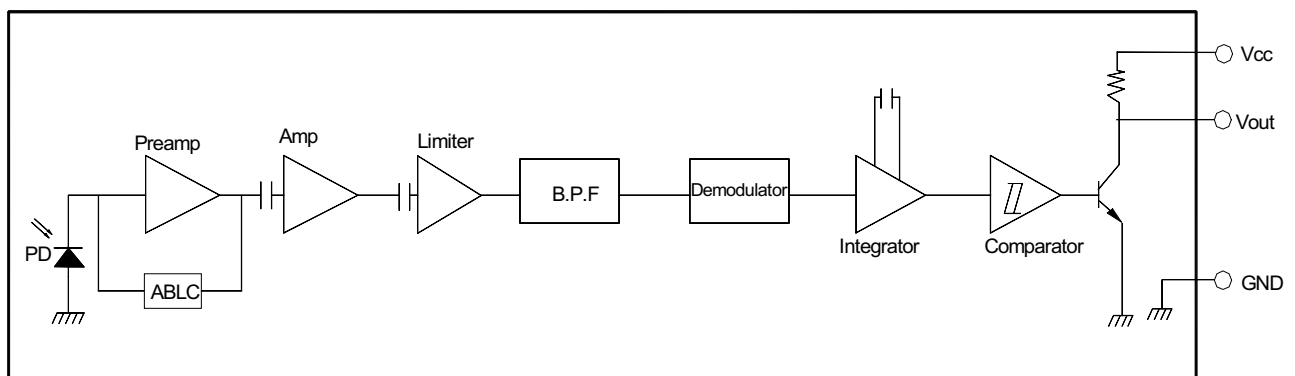 Vcc
Vout
Preamp
Amp
Limiter
B.P.F
Demodulator
Integrator
Comparator
PD
ABLC
GND